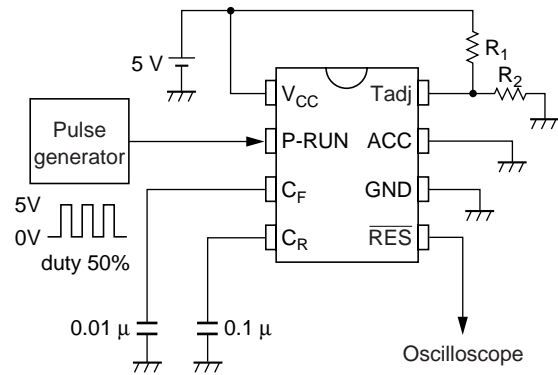 5 V
R1
R2
VCC
Tadj
Pulse
generator
P-RUN
ACC
CF
GND
5V
0V
CR
RES
duty 50%
0.01 μ
0.1 μ
Oscilloscope